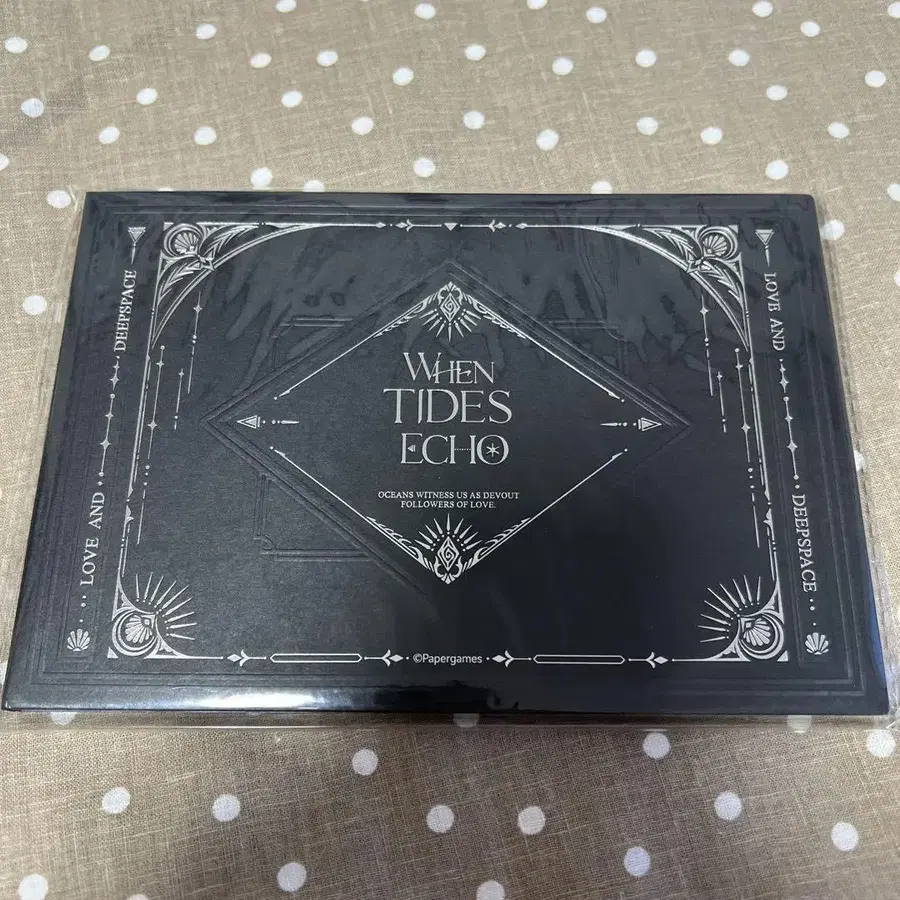 LOVE AND DEEPSPACE
WHEN
TIDES
ECHO
OCEANS WITNESS US AS DEVOUT
FOLLOWERS OF LOVE.
©Papergames
LOVE AND DEEPSPACE